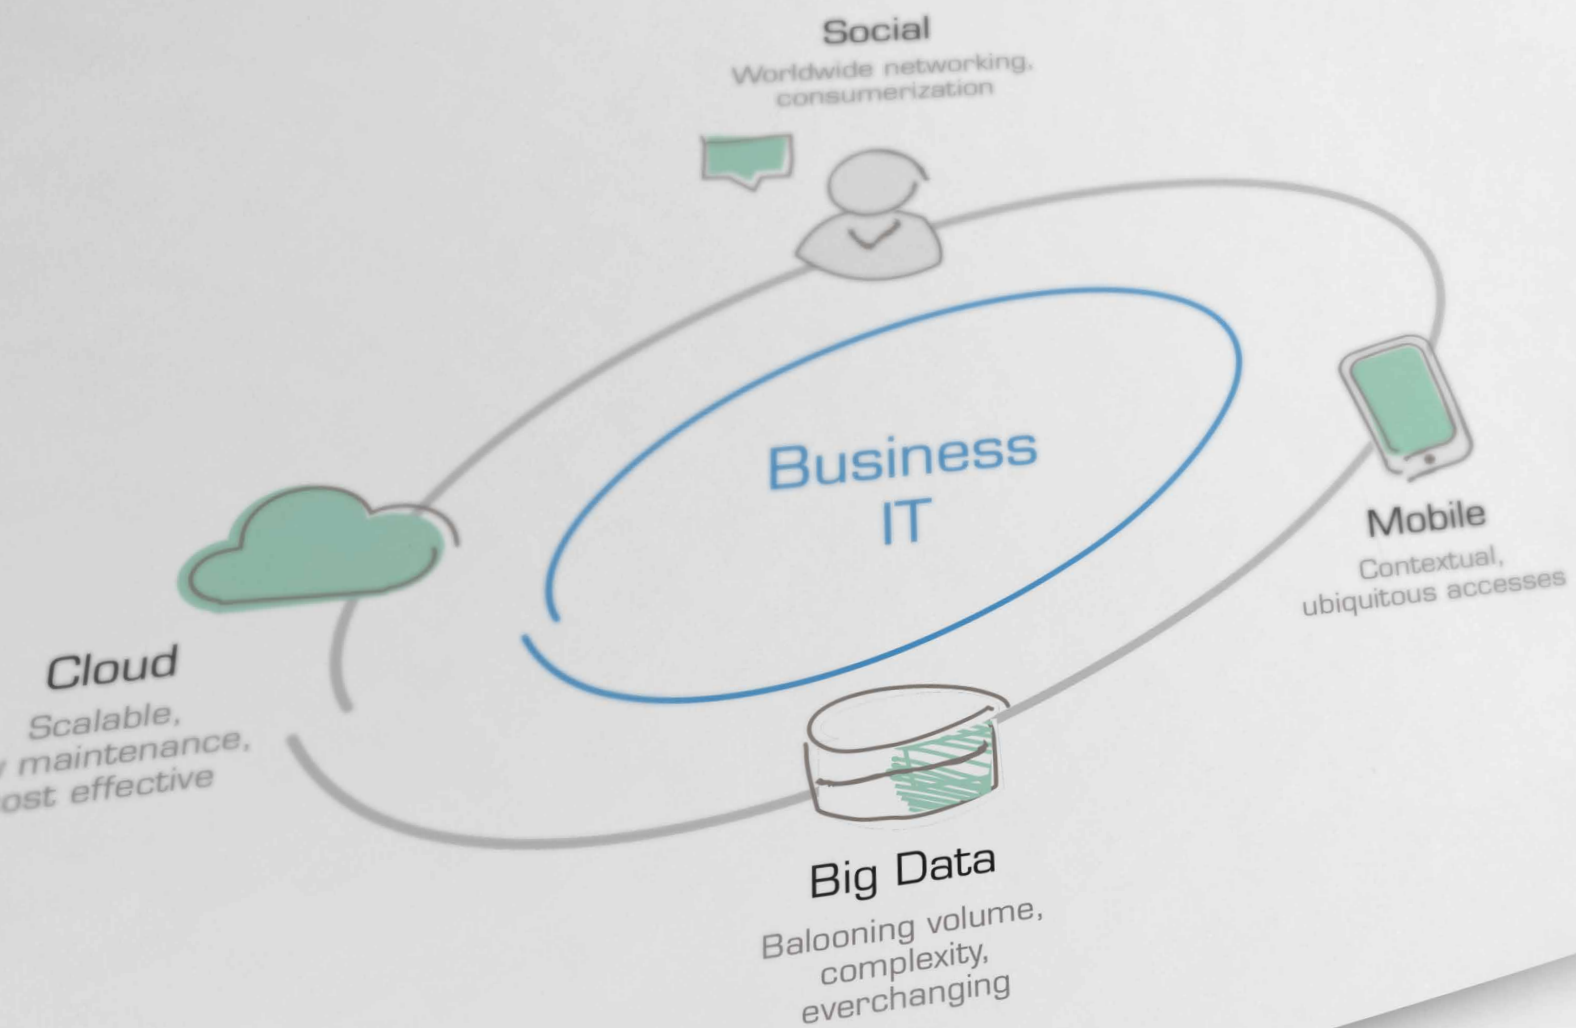 Social
Worldwide networking,
consumerization
Business
IT
Mobile
Contextual,
ubiquitous accesses
Cloud
Scalable,
maintenance,
effective
Big Data
Balooning volume,
complexity,
everchanging